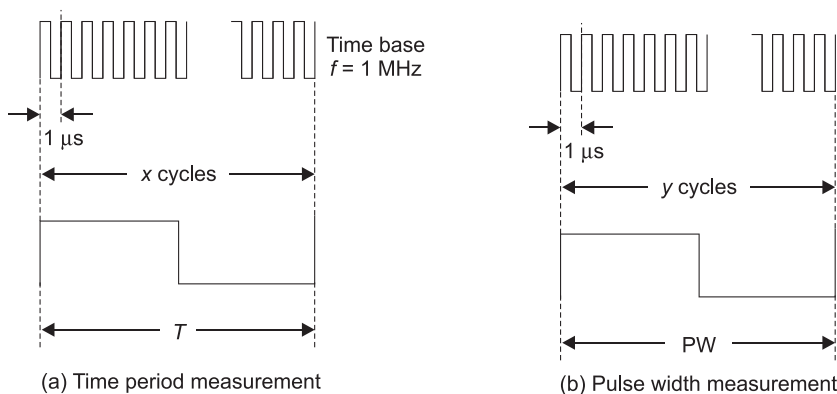 Time base
f = 1 MHz
1 μs
x cycles
T
(a) Time period measurement
1 μs
y cycles
PW
(b) Pulse width measurement